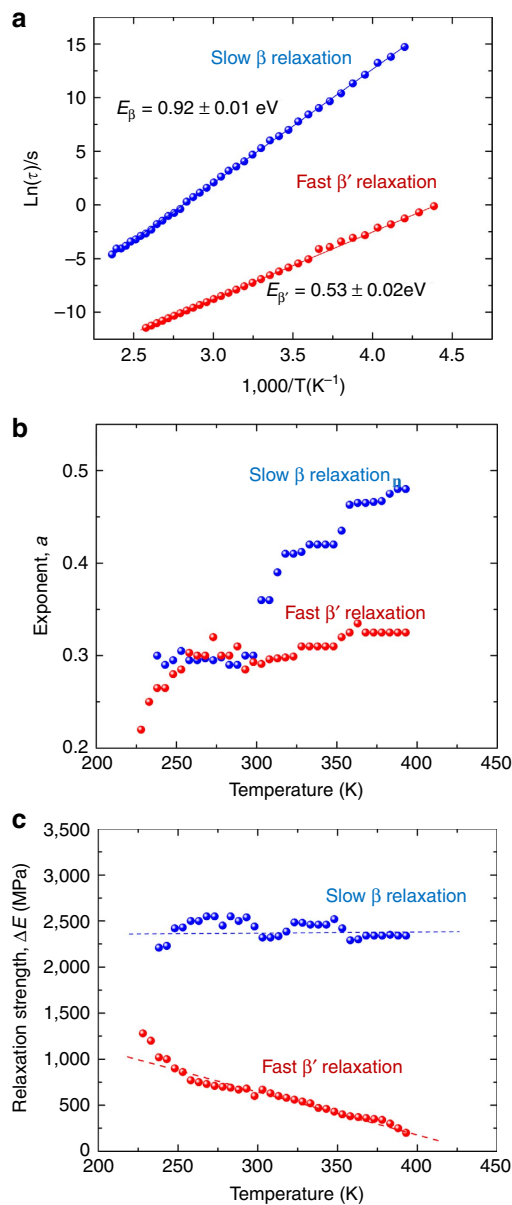 a
15
10
5
0
−5
−10
Ln(τ)/s
Slow β relaxation
Eβ = 0.92 ± 0.01 eV
Fast β′ relaxation
Eβ′ = 0.53 ± 0.02eV
2.5 3.0 3.5 4.0 4.5
1,000/T(K⁻¹)
b
0.5
0.4
0.3
0.2
Exponent, a
Slow β relaxation
Fast β′ relaxation
200 250 300 350 400 450
Temperature (K)
c
3,500
3,000
2,500
2,000
1,500
1,000
500
0
Relaxation strength, ΔE (MPa)
Slow β relaxation
Fast β′ relaxation
200 250 300 350 400 450
Temperature (K)